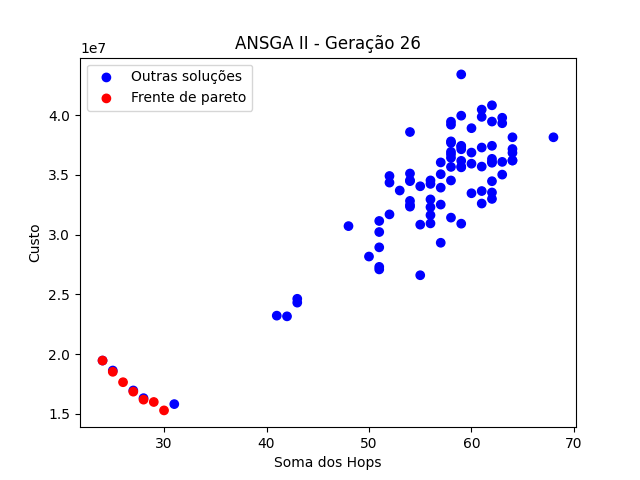 ANSGA II - Geração 26
1e7
Outras soluções
Frente de pareto
4.0
3.5
3.0
2.5
2.0
1.5
Custo
30 40 50 60 70
Soma dos Hops